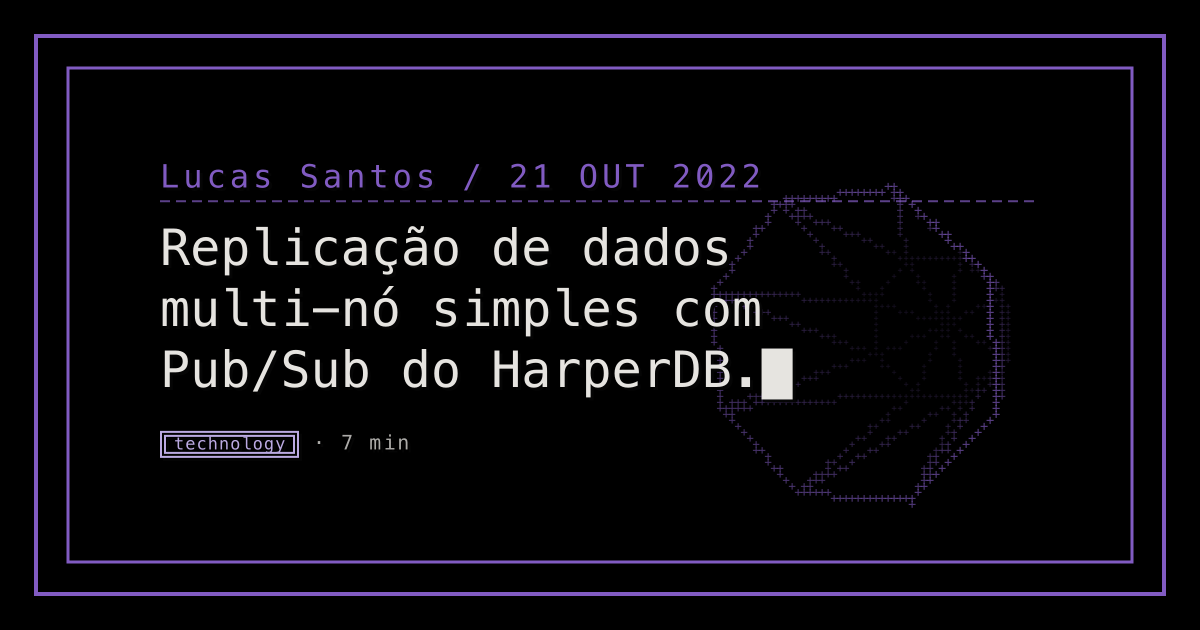 Lucas Santos / 21 OUT 2022
Replicação de dados
multi-nó simples com
Pub/Sub do HarperDB.
technology · 7 min